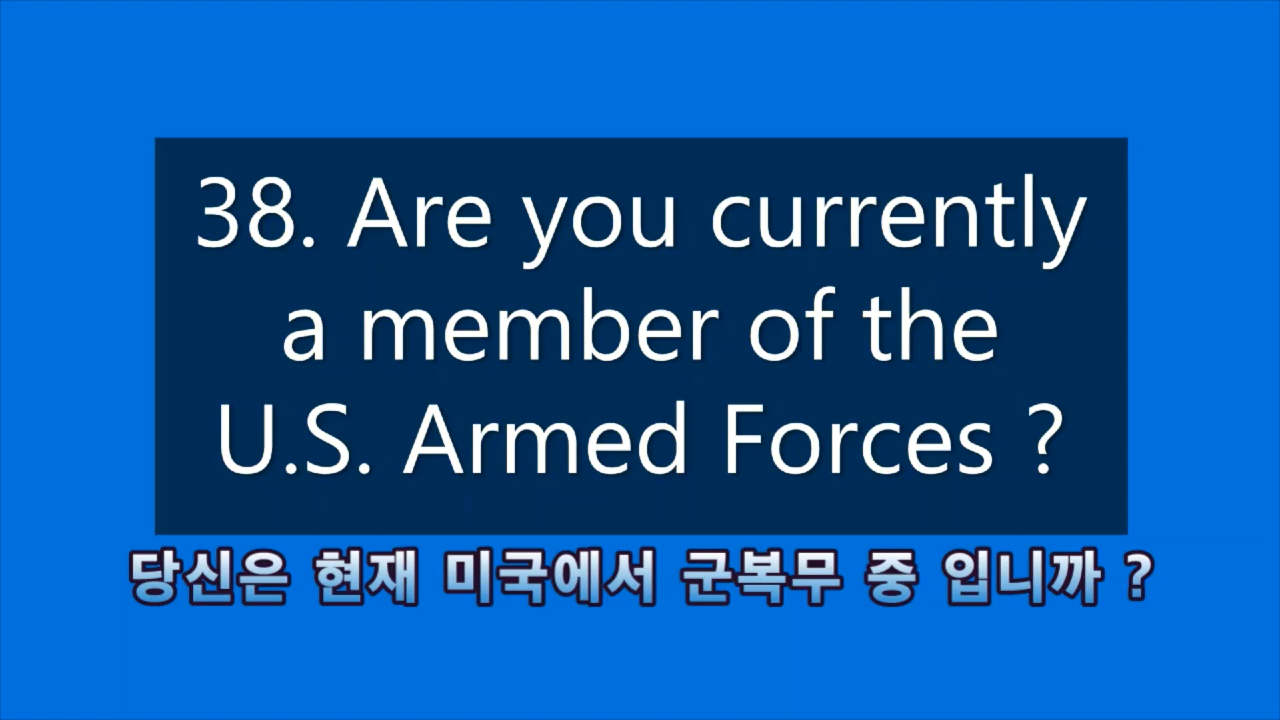 38. Are you currently
a member of the
U.S. Armed Forces ?
당신은 현재 미국에서 군복무 중 입니까 ?